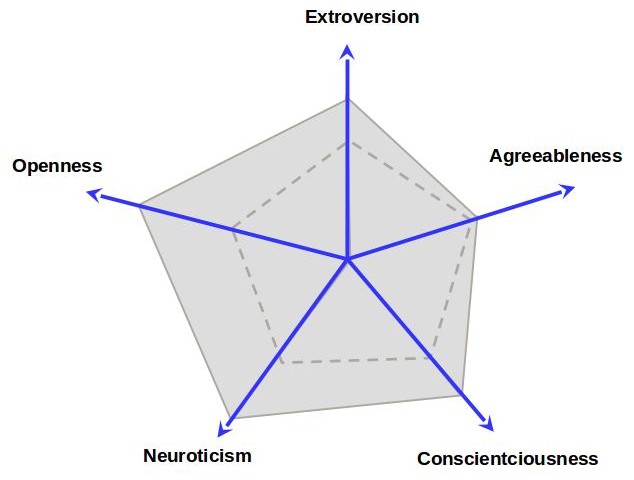 Extroversion
Agreeableness
Openness
Neuroticism
Conscientciousness